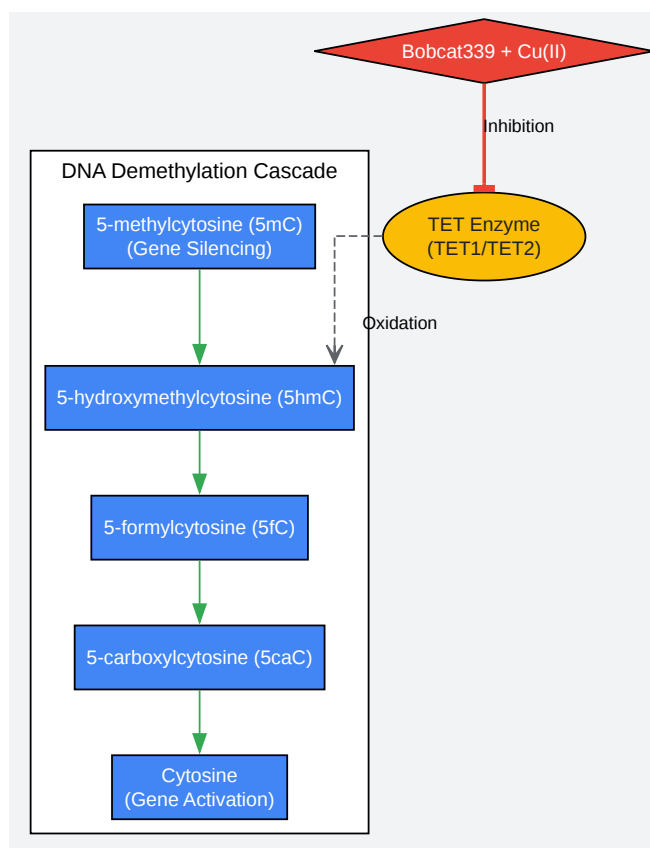 Bobcat339 + Cu(II)
Inhibition
DNA Demethylation Cascade
5-methylcytosine (5mC)
(Gene Silencing)
TET Enzyme
(TET1/TET2)
Oxidation
5-hydroxymethylcytosine (5hmC)
5-formylcytosine (5fC)
5-carboxylcytosine (5caC)
Cytosine
(Gene Activation)